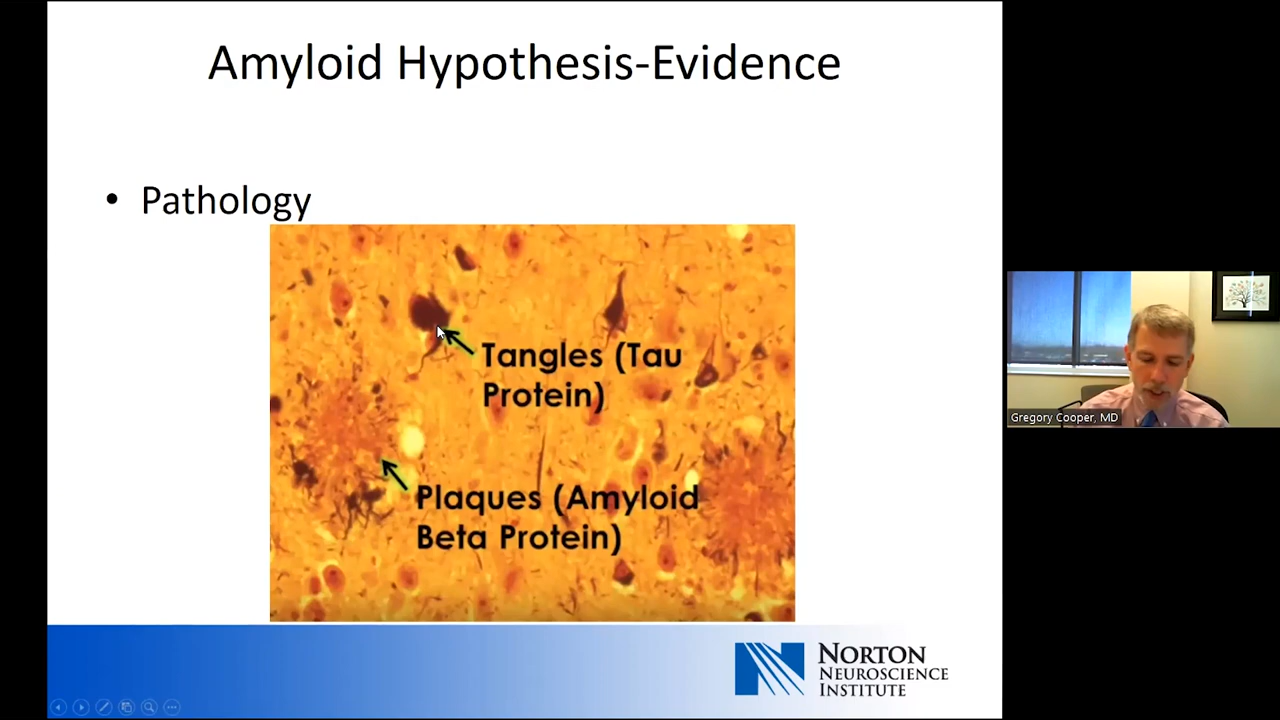 Amyloid Hypothesis-Evidence
• Pathology
Tangles (Tau
Protein)
Plaques (Amyloid
Beta Protein)
NORTON
NEUROSCIENCE
INSTITUTE
Gregory Cooper, MD